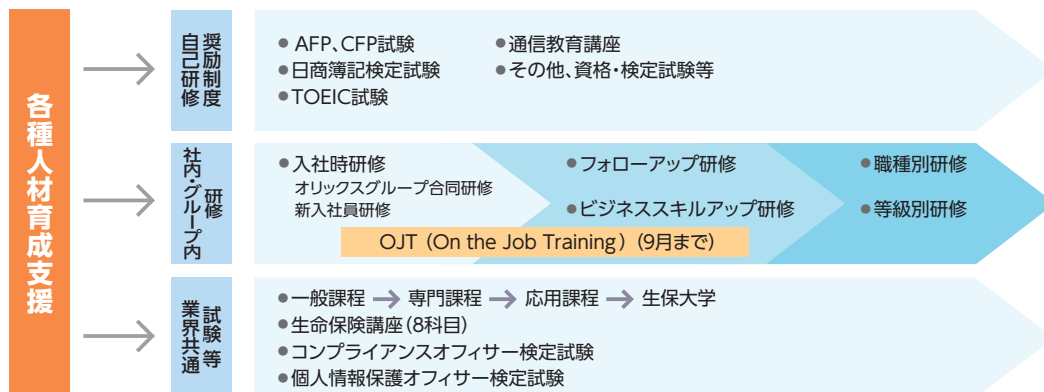 各種人材育成支援
自己研修
奨励制度
● AFP、CFP試験
● 日商簿記検定試験
● TOEIC試験
● 通信教育講座
● その他、資格・検定試験等
社内・グループ内
研修
● 入社時研修
オリックスグループ合同研修
新入社員研修
● フォローアップ研修
● ビジネススキルアップ研修
● 職種別研修
● 等級別研修
OJT（On the Job Training）（9月まで）
業界共通
試験等
● 一般課程 → 専門課程 → 応用課程 → 生保大学
● 生命保険講座（8科目）
● コンプライアンスオフィサー検定試験
● 個人情報保護オフィサー検定試験